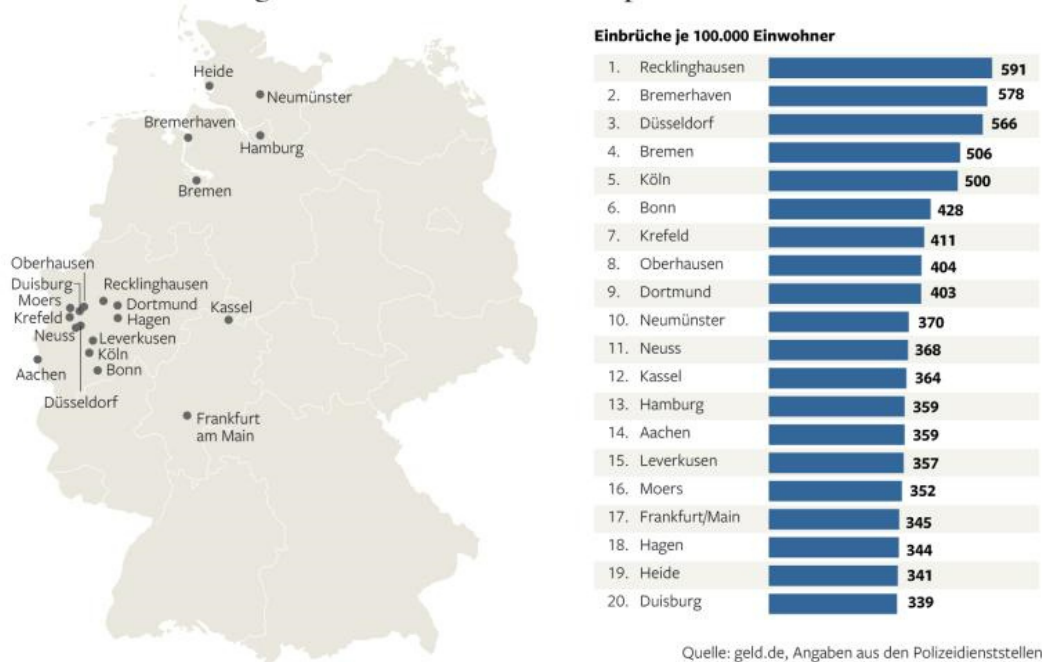 Heide
Neumünster
Bremerhaven
Hamburg
Bremen
Oberhausen
Duisburg
Recklinghausen
Moers
Dortmund
Kassel
Krefeld
Hagen
Neuss
Leverkusen
Köln
Aachen
Bonn
Düsseldorf
Frankfurt
am Main
Einbrüche je 100.000 Einwohner
1. Recklinghausen 591
2. Bremerhaven 578
3. Düsseldorf 566
4. Bremen 506
5. Köln 500
6. Bonn 428
7. Krefeld 411
8. Oberhausen 404
9. Dortmund 403
10. Neumünster 370
11. Neuss 368
12. Kassel 364
13. Hamburg 359
14. Aachen 359
15. Leverkusen 357
16. Moers 352
17. Frankfurt/Main 345
18. Hagen 344
19. Heide 341
20. Duisburg 339
Quelle: geld.de, Angaben aus den Polizeidienststellen